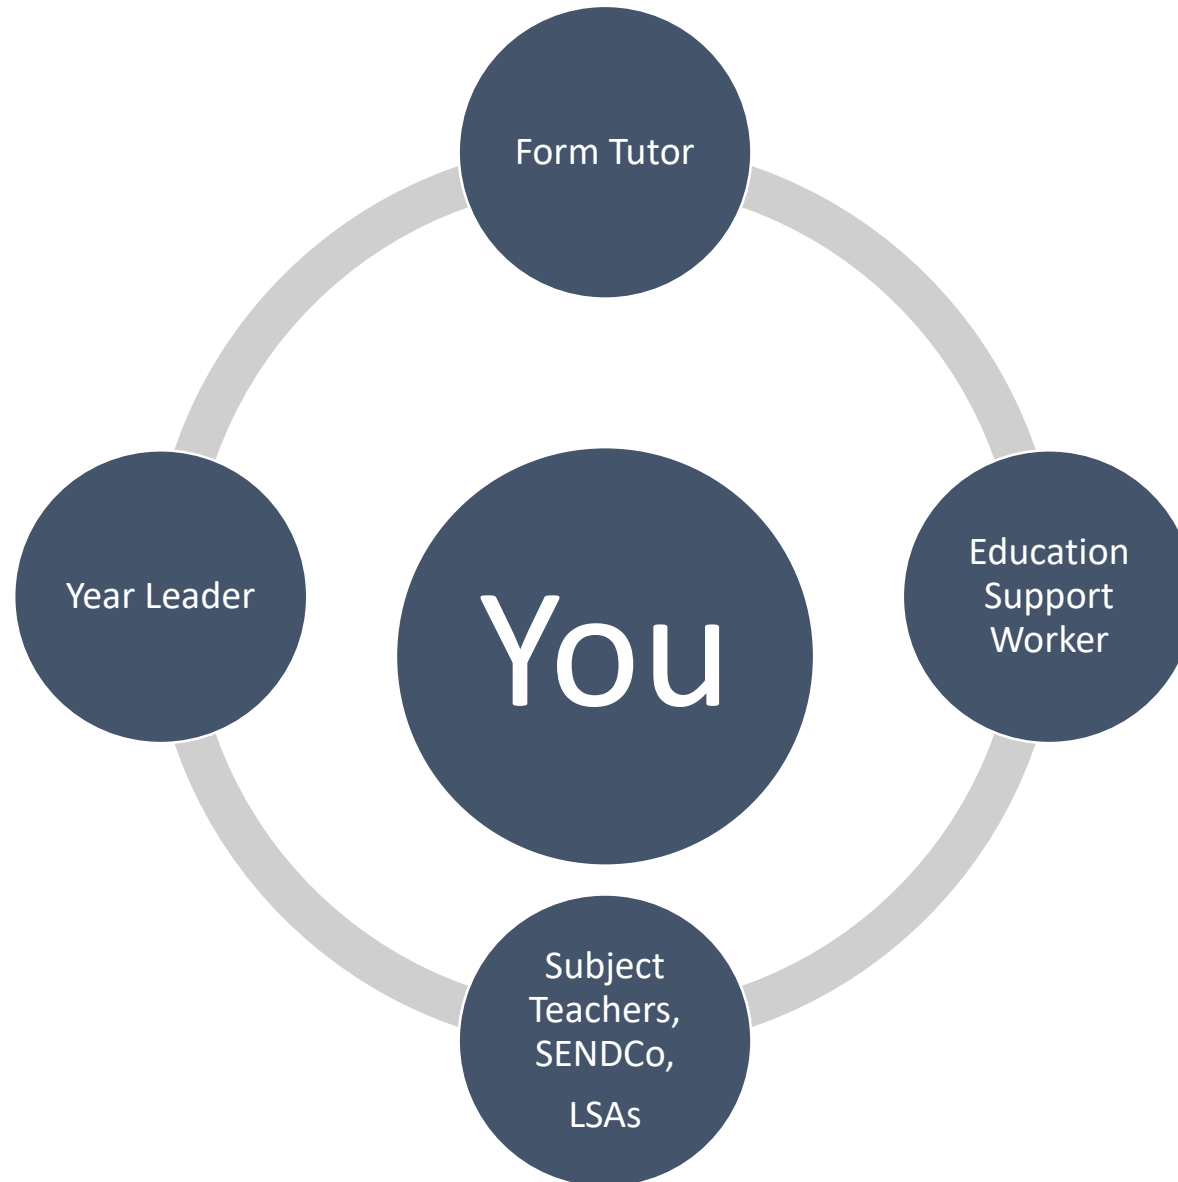 Form Tutor
Year Leader
You
Education
Support
Worker
Subject
Teachers,
SENDCo,
LSAs